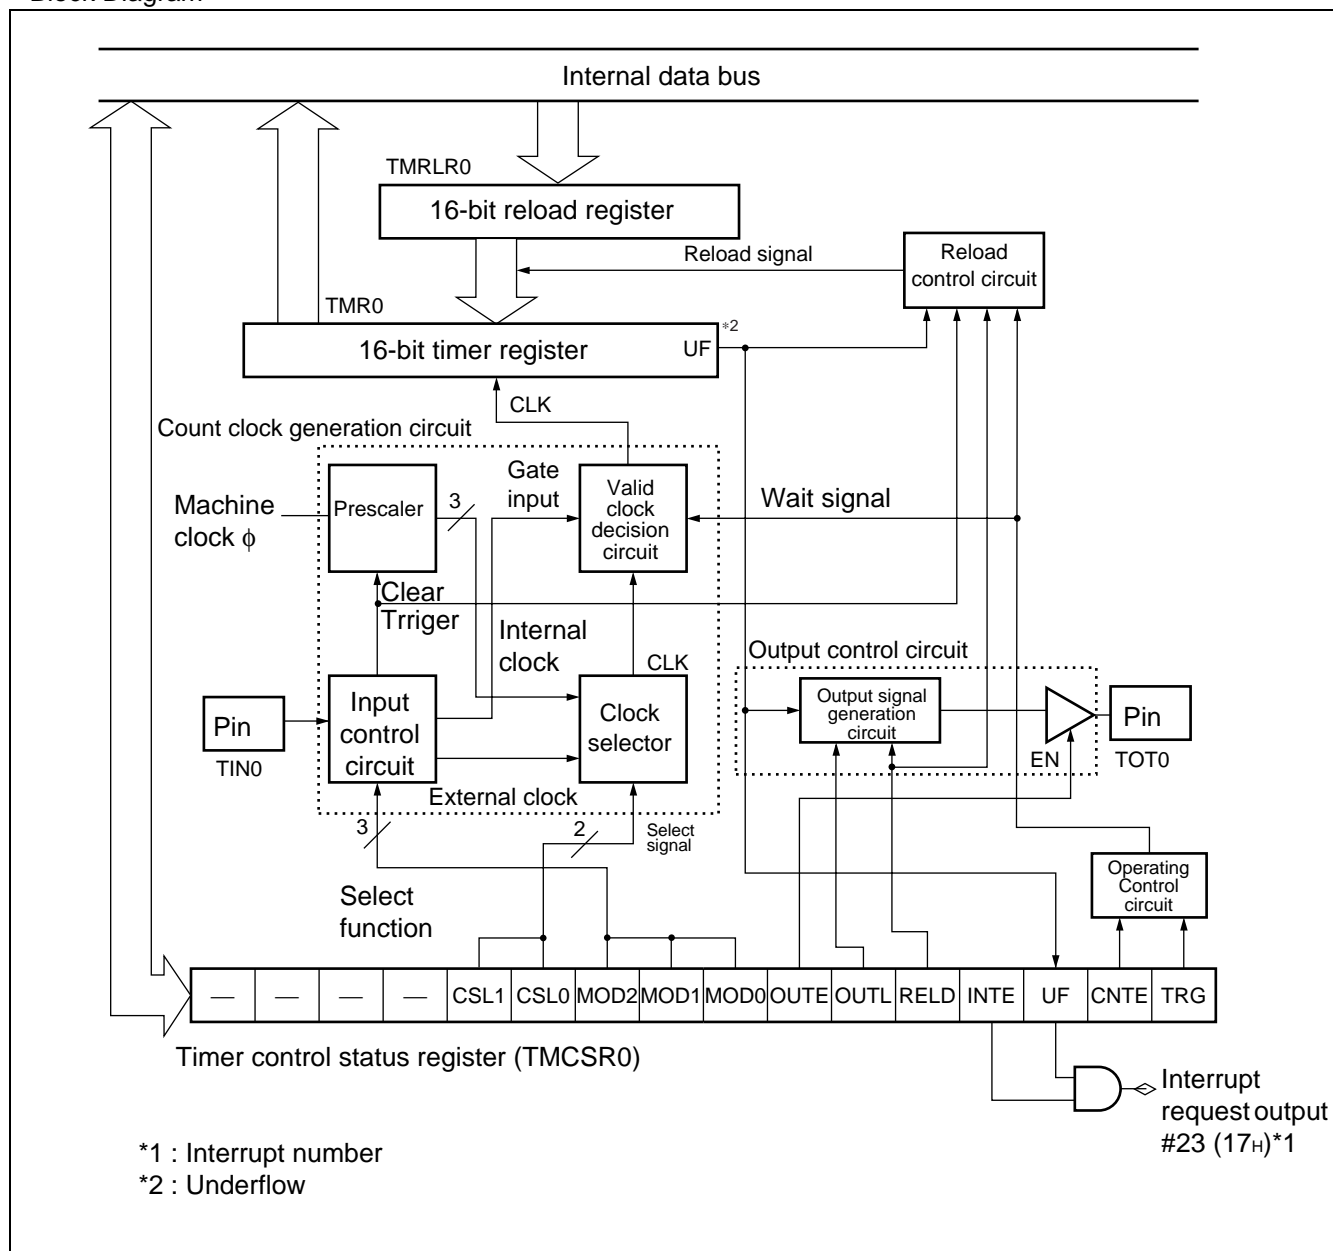 Block Diagram
Internal data bus
TMRLR0
16-bit reload register
Reload signal
Reload
control circuit
TMR0
*2
16-bit timer register
UF
CLK
Count clock generation circuit
Gate
input
Machine
clock ϕ
Prescaler
3
Valid
clock
decision
circuit
Wait signal
Clear
Trriger
Internal
clock
CLK
Output control circuit
Pin
TIN0
Input
control
circuit
Clock
selector
Output signal
generation
circuit
EN
Pin
TOT0
External clock
3
2
Select
signal
Select
function
Operating
Control
circuit
— — — — CSL1 CSL0 MOD2 MOD1 MOD0 OUTE OUTL RELD INTE UF CNTE TRG
Timer control status register (TMCSR0)
Interrupt
request output
#23 (17H)*1
*1 : Interrupt number
*2 : Underflow